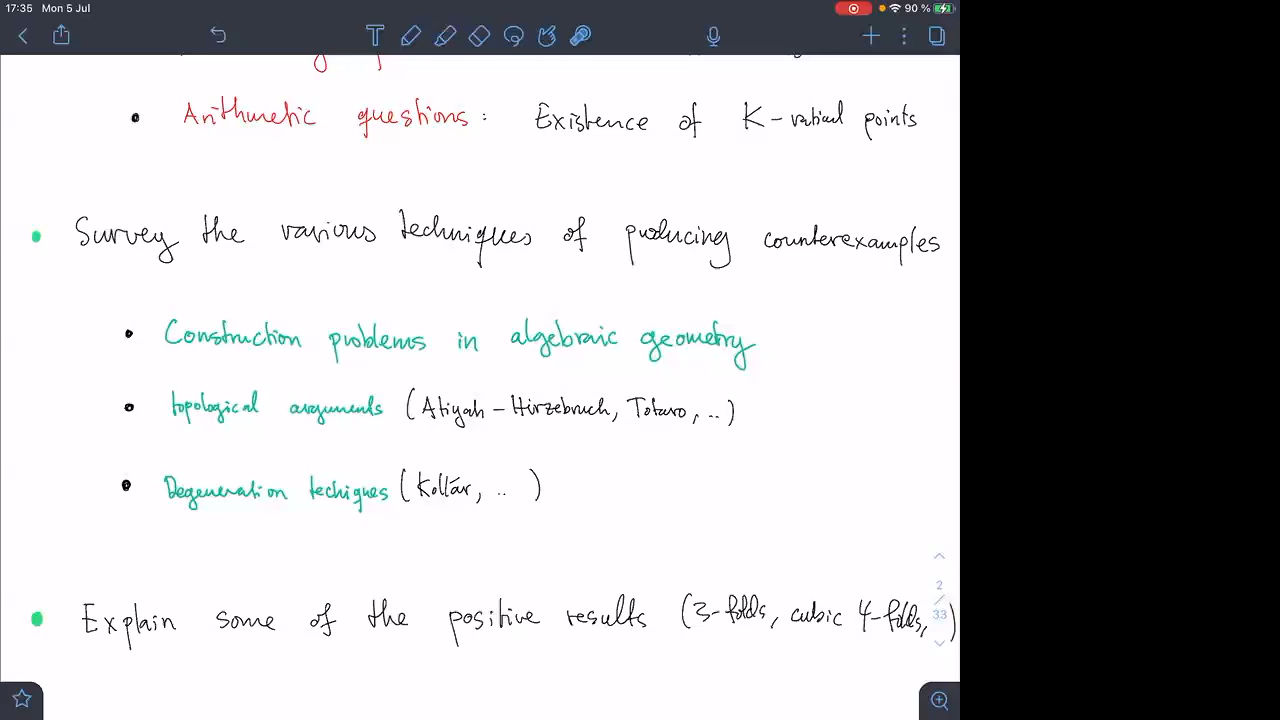 17:35 Mon 5 Jul
90 %
• Arithmetic questions : Existence of K-rational points
• Survey the various techniques of producing counterexamples
• Construction problems in algebraic geometry
• topological arguments (Atiyah - Hirzebruch, Totaro, ..)
• Degeneration techiques (Kollár, .. )
2
/
33
• Explain some of the positive results (3-folds, cubic 4-folds, )